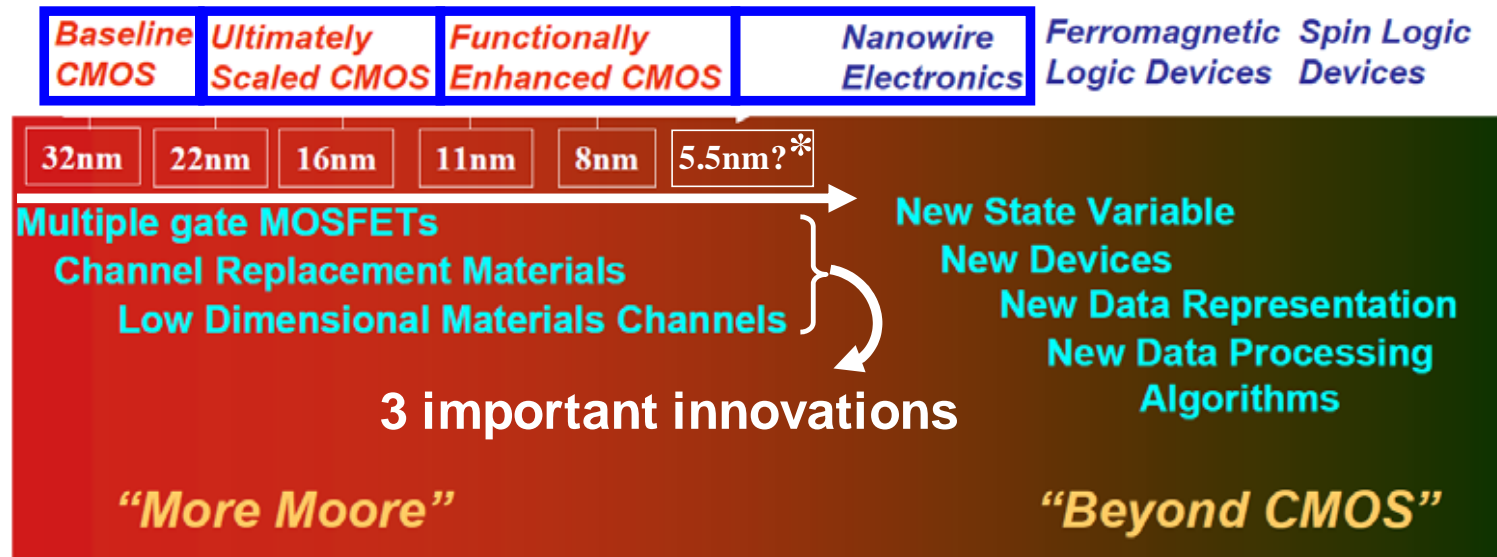 Baseline
CMOS
Ultimately
Scaled CMOS
Functionally
Enhanced CMOS
Nanowire
Electronics
Ferromagnetic
Logic Devices
Spin Logic
Devices
32nm
22nm
16nm
11nm
8nm
5.5nm?*
Multiple gate MOSFETs
Channel Replacement Materials
Low Dimensional Materials Channels
3 important innovations
New State Variable
New Devices
New Data Representation
New Data Processing
Algorithms
“More Moore”
“Beyond CMOS”